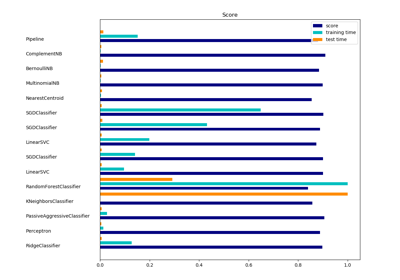 Score
score
training time
test time
Pipeline
ComplementNB
BernoulliNB
MultinomialNB
NearestCentroid
SGDClassifier
SGDClassifier
LinearSVC
SGDClassifier
LinearSVC
RandomForestClassifier
KNeighborsClassifier
PassiveAggressiveClassifier
Perceptron
RidgeClassifier
0.0 0.2 0.4 0.6 0.8 1.0